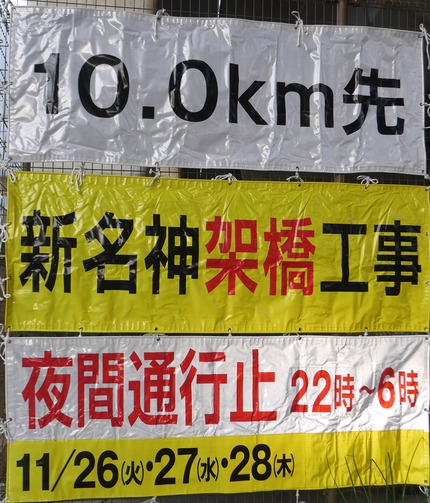 10.0km先
新名神架橋工事
夜間通行止 22時~6時
11/26(火)・27(水)・28(木)